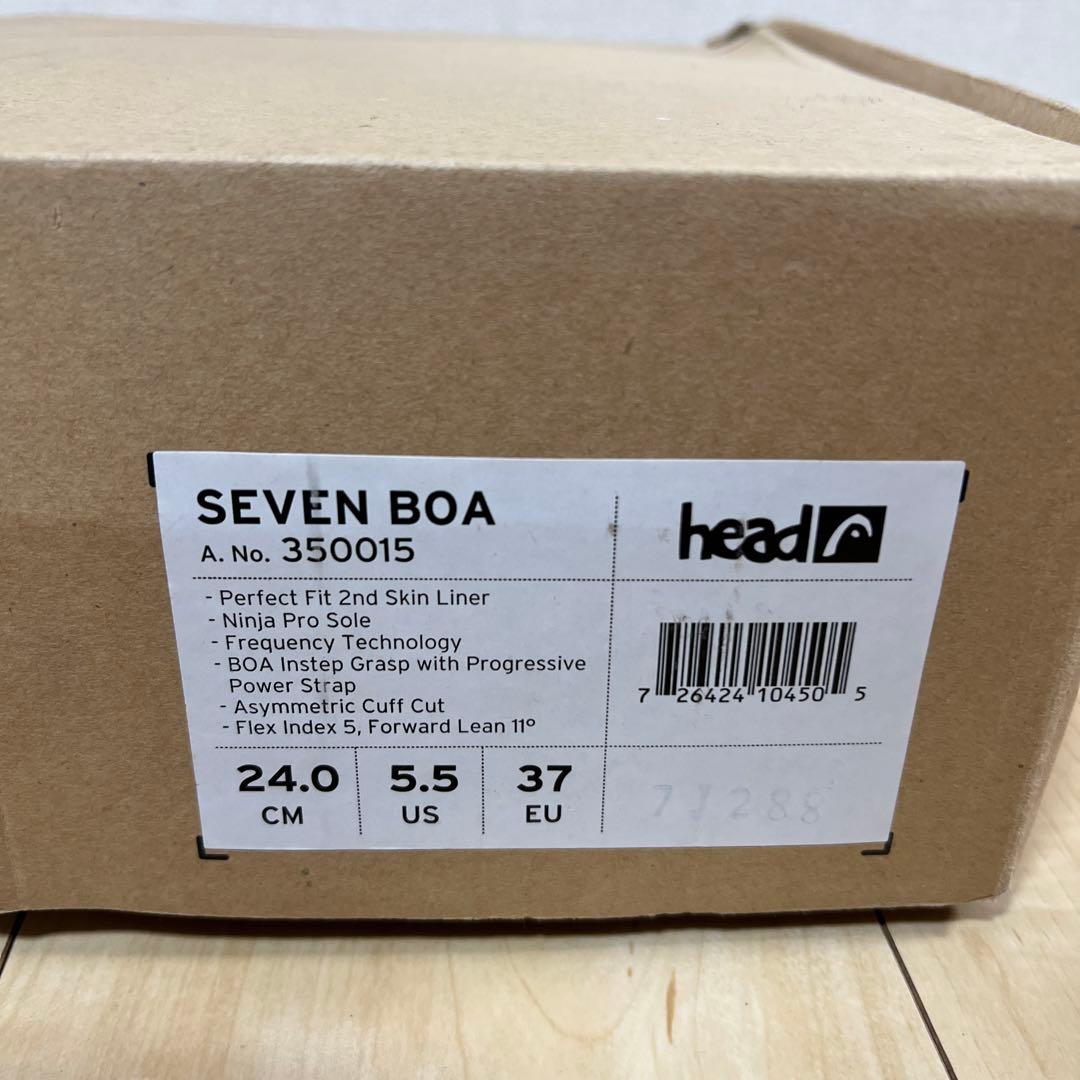 SEVEN BOA
A. No. 350015
head
- Perfect Fit 2nd Skin Liner
- Ninja Pro Sole
- Frequency Technology
- BOA Instep Grasp with Progressive
Power Strap
- Asymmetric Cuff Cut
- Flex Index 5, Forward Lean 11°
7 26424 10450 5
24.0
CM
5.5
US
37
EU
71288